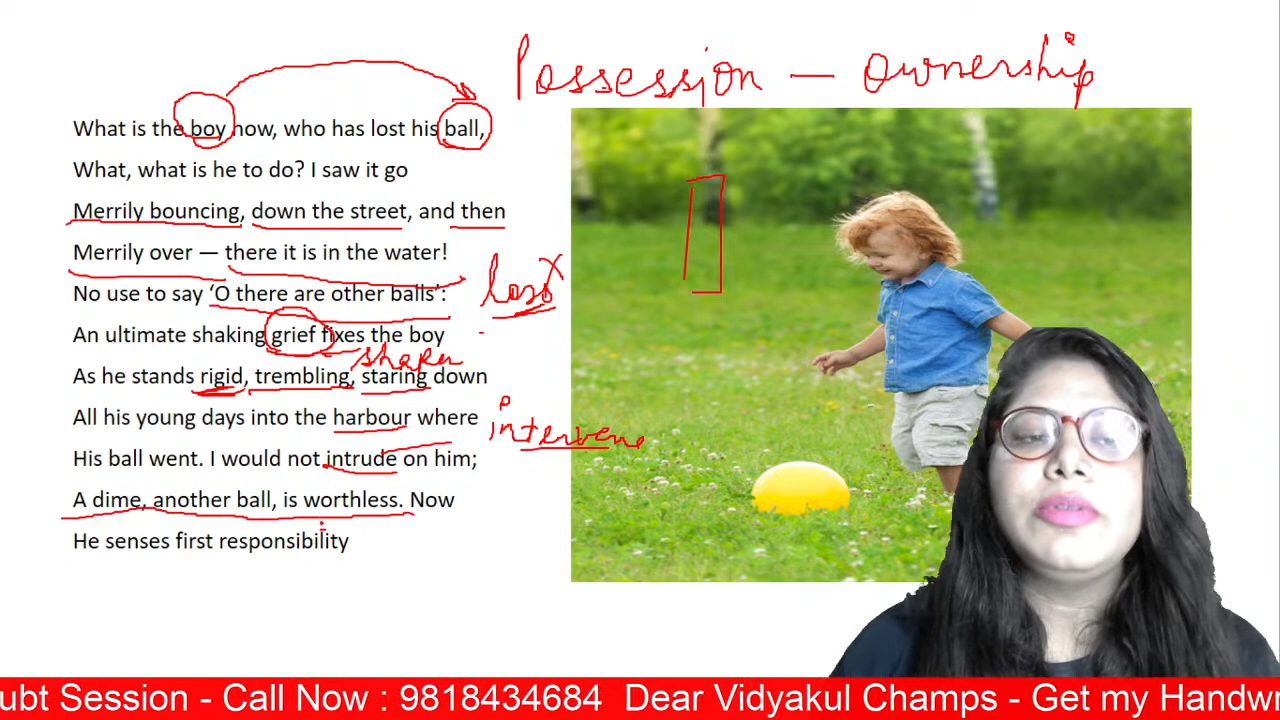 Possession — ownership
What is the boy now, who has lost his ball,
What, what is he to do? I saw it go
Merrily bouncing, down the street, and then
Merrily over — there it is in the water!
No use to say ‘O there are other balls’:
lost
An ultimate shaking grief fixes the boy
shaken
As he stands rigid, trembling, staring down
All his young days into the harbour where
intervene
His ball went. I would not intrude on him;
A dime, another ball, is worthless. Now
He senses first responsibility
ubt Session - Call Now : 9818434684 Dear Vidyakul Champs - Get my Handw